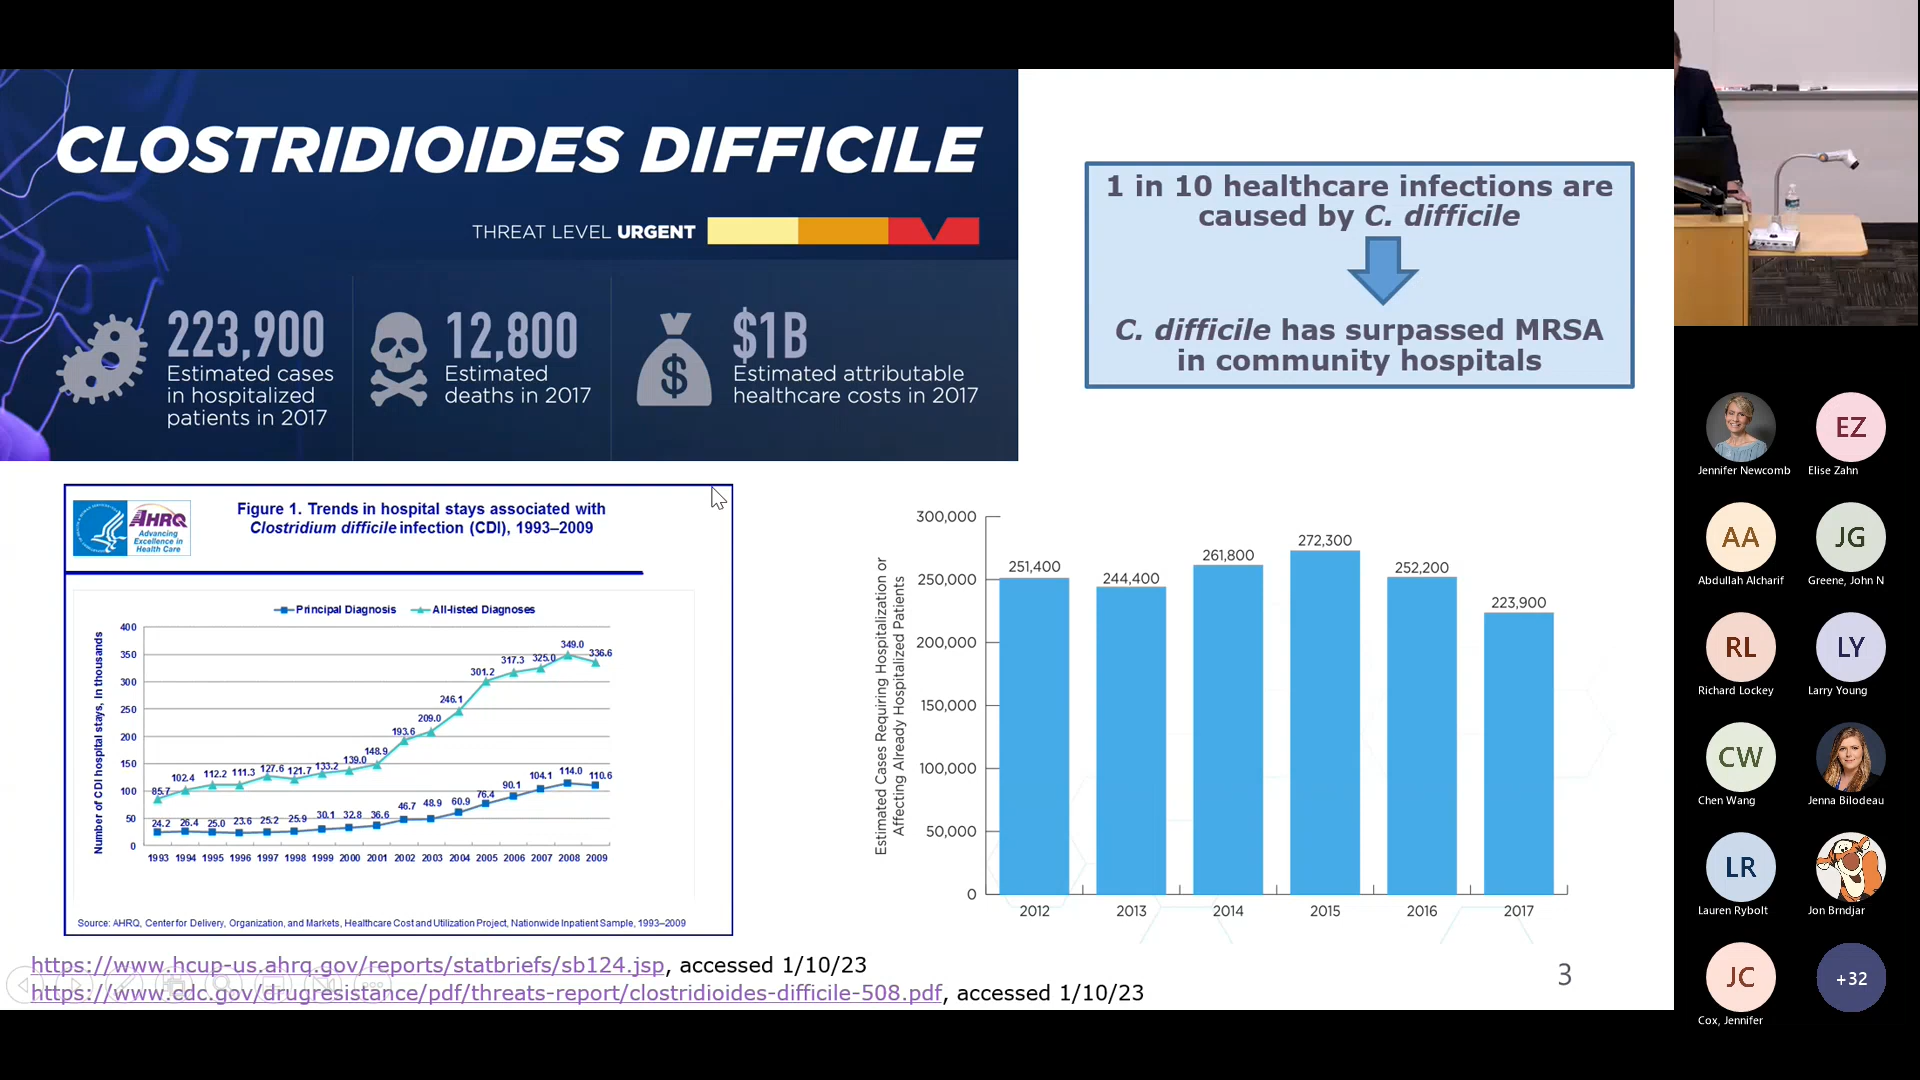 CLOSTRIDIOIDES DIFFICILE
THREAT LEVEL URGENT
223,900
Estimated cases
in hospitalized
patients in 2017
12,800
Estimated
deaths in 2017
$
$1B
Estimated attributable
healthcare costs in 2017
1 in 10 healthcare infections are
caused by C. difficile
C. difficile has surpassed MRSA
in community hospitals
AHRQ
Advancing
Excellence in
Health Care
Figure 1. Trends in hospital stays associated with
Clostridium difficile infection (CDI), 1993–2009
Principal Diagnosis All-listed Diagnoses
Number of CDI hospital stays, in thousands
400
350
300
250
200
150
100
50
0
85.7 102.4 112.2 111.3 127.6 121.7 133.2 139.0 148.9 193.6 209.0 246.1 301.2 317.3 325.0 349.0 336.6
24.2 26.4 25.0 23.6 25.2 25.9 30.1 32.8 36.6 46.7 48.9 60.9 76.4 90.1 104.1 114.0 110.6
1993 1994 1995 1996 1997 1998 1999 2000 2001 2002 2003 2004 2005 2006 2007 2008 2009
Source: AHRQ, Center for Delivery, Organization, and Markets, Healthcare Cost and Utilization Project, Nationwide Inpatient Sample, 1993–2009
Estimated Cases Requiring Hospitalization or
Affecting Already Hospitalized Patients
300,000
250,000
200,000
150,000
100,000
50,000
0
251,400 244,400 261,800 272,300 252,200 223,900
2012 2013 2014 2015 2016 2017
https://www.hcup-us.ahrq.gov/reports/statbriefs/sb124.jsp, accessed 1/10/23
https://www.cdc.gov/drugresistance/pdf/threats-report/clostridioides-difficile-508.pdf, accessed 1/10/23
3
Jennifer Newcomb
EZ
Elise Zahn
AA
Abdullah Alcharif
JG
Greene, John N
RL
Richard Lockey
LY
Larry Young
CW
Chen Wang
Jenna Bilodeau
LR
Lauren Rybolt
Jon Brndjar
JC
Cox, Jennifer
+32